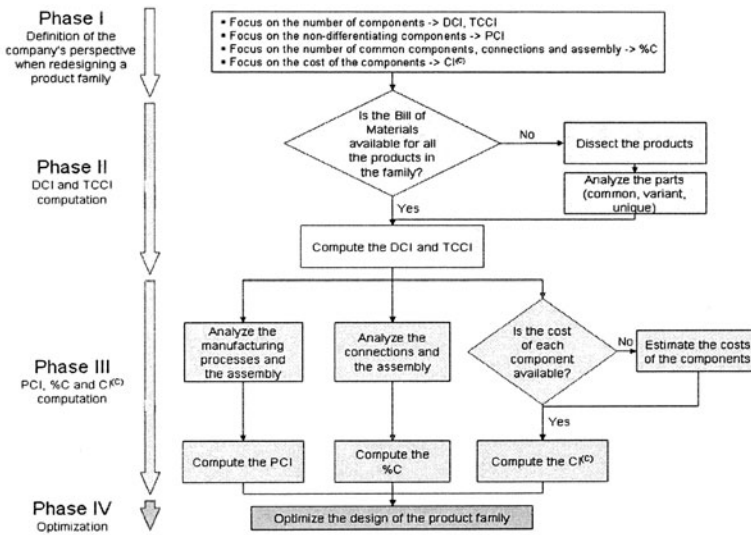 Phase I
Definition of the
company's perspective
when redesigning a
product family
▪ Focus on the number of components -> DCI, TCCI
▪ Focus on the non-differentiating components -> PCI
▪ Focus on the number of common components, connections and assembly -> %C
▪ Focus on the cost of the components -> CI(C)
Is the Bill of
Materials
available for all
the products in
the family?
No
Dissect the products
Analyze the parts
(common, variant,
unique)
Yes
Phase II
DCI and TCCI
computation
Compute the DCI and TCCI
Phase III
PCI, %C and CI(C)
computation
Analyze the
manufacturing
processes and
the assembly
Analyze the
connections and
the assembly
Is the cost
of each
component
available?
No
Estimate the costs
of the components
Yes
Compute the PCI
Compute the
%C
Compute the CI(C)
Phase IV
Optimization
Optimize the design of the product family